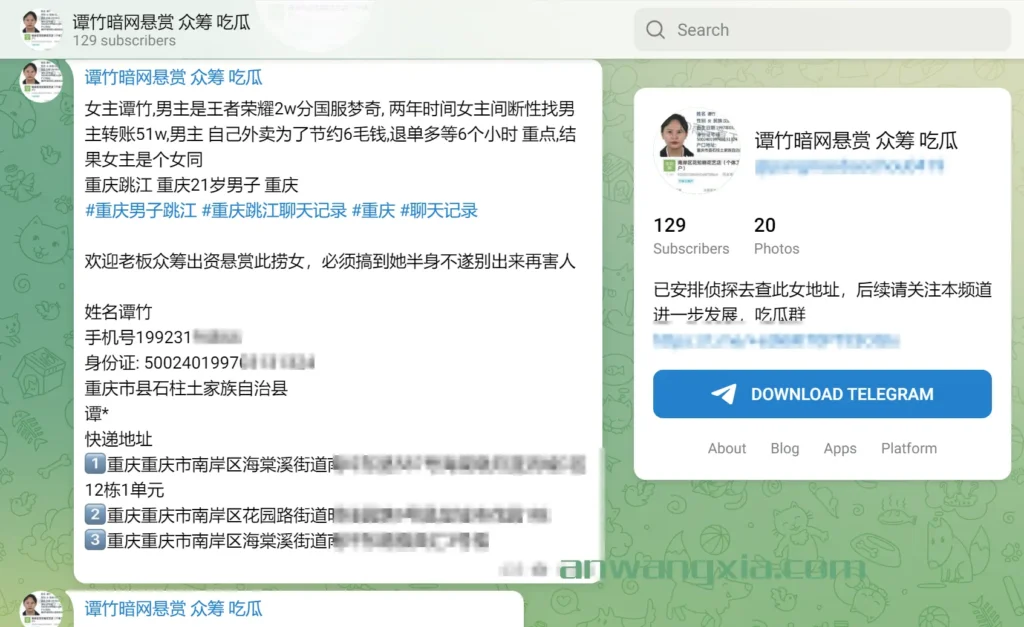 谭竹暗网悬赏 众筹 吃瓜
129 subscribers
Search
谭竹暗网悬赏 众筹 吃瓜
女主谭竹,男主是王者荣耀2w分国服梦奇, 两年时间女主间断性找男
主转账51w,男主 自己外卖为了节约6毛钱,退单多等6个小时 重点,结
果女主是个女同
重庆跳江 重庆21岁男子 重庆
#重庆男子跳江 #重庆跳江聊天记录 #重庆 #聊天记录
欢迎老板众筹出资悬赏此捞女，必须搞到她半身不遂别出来再害人
姓名谭竹
手机号199231
身份证: 5002401997
重庆市县石柱土家族自治县
谭*
快递地址
1重庆重庆市南岸区海棠溪街道南
12栋1单元
2重庆重庆市南岸区花园路街道
3重庆重庆市南岸区海棠溪街道南
谭竹暗网悬赏 众筹 吃瓜
谭竹暗网悬赏 众筹 吃瓜
129
Subscribers
20
Photos
已安排侦探去查此女地址，后续请关注本频道
进一步发展，吃瓜群
DOWNLOAD TELEGRAM
About Blog Apps Platform
anwangxia.com